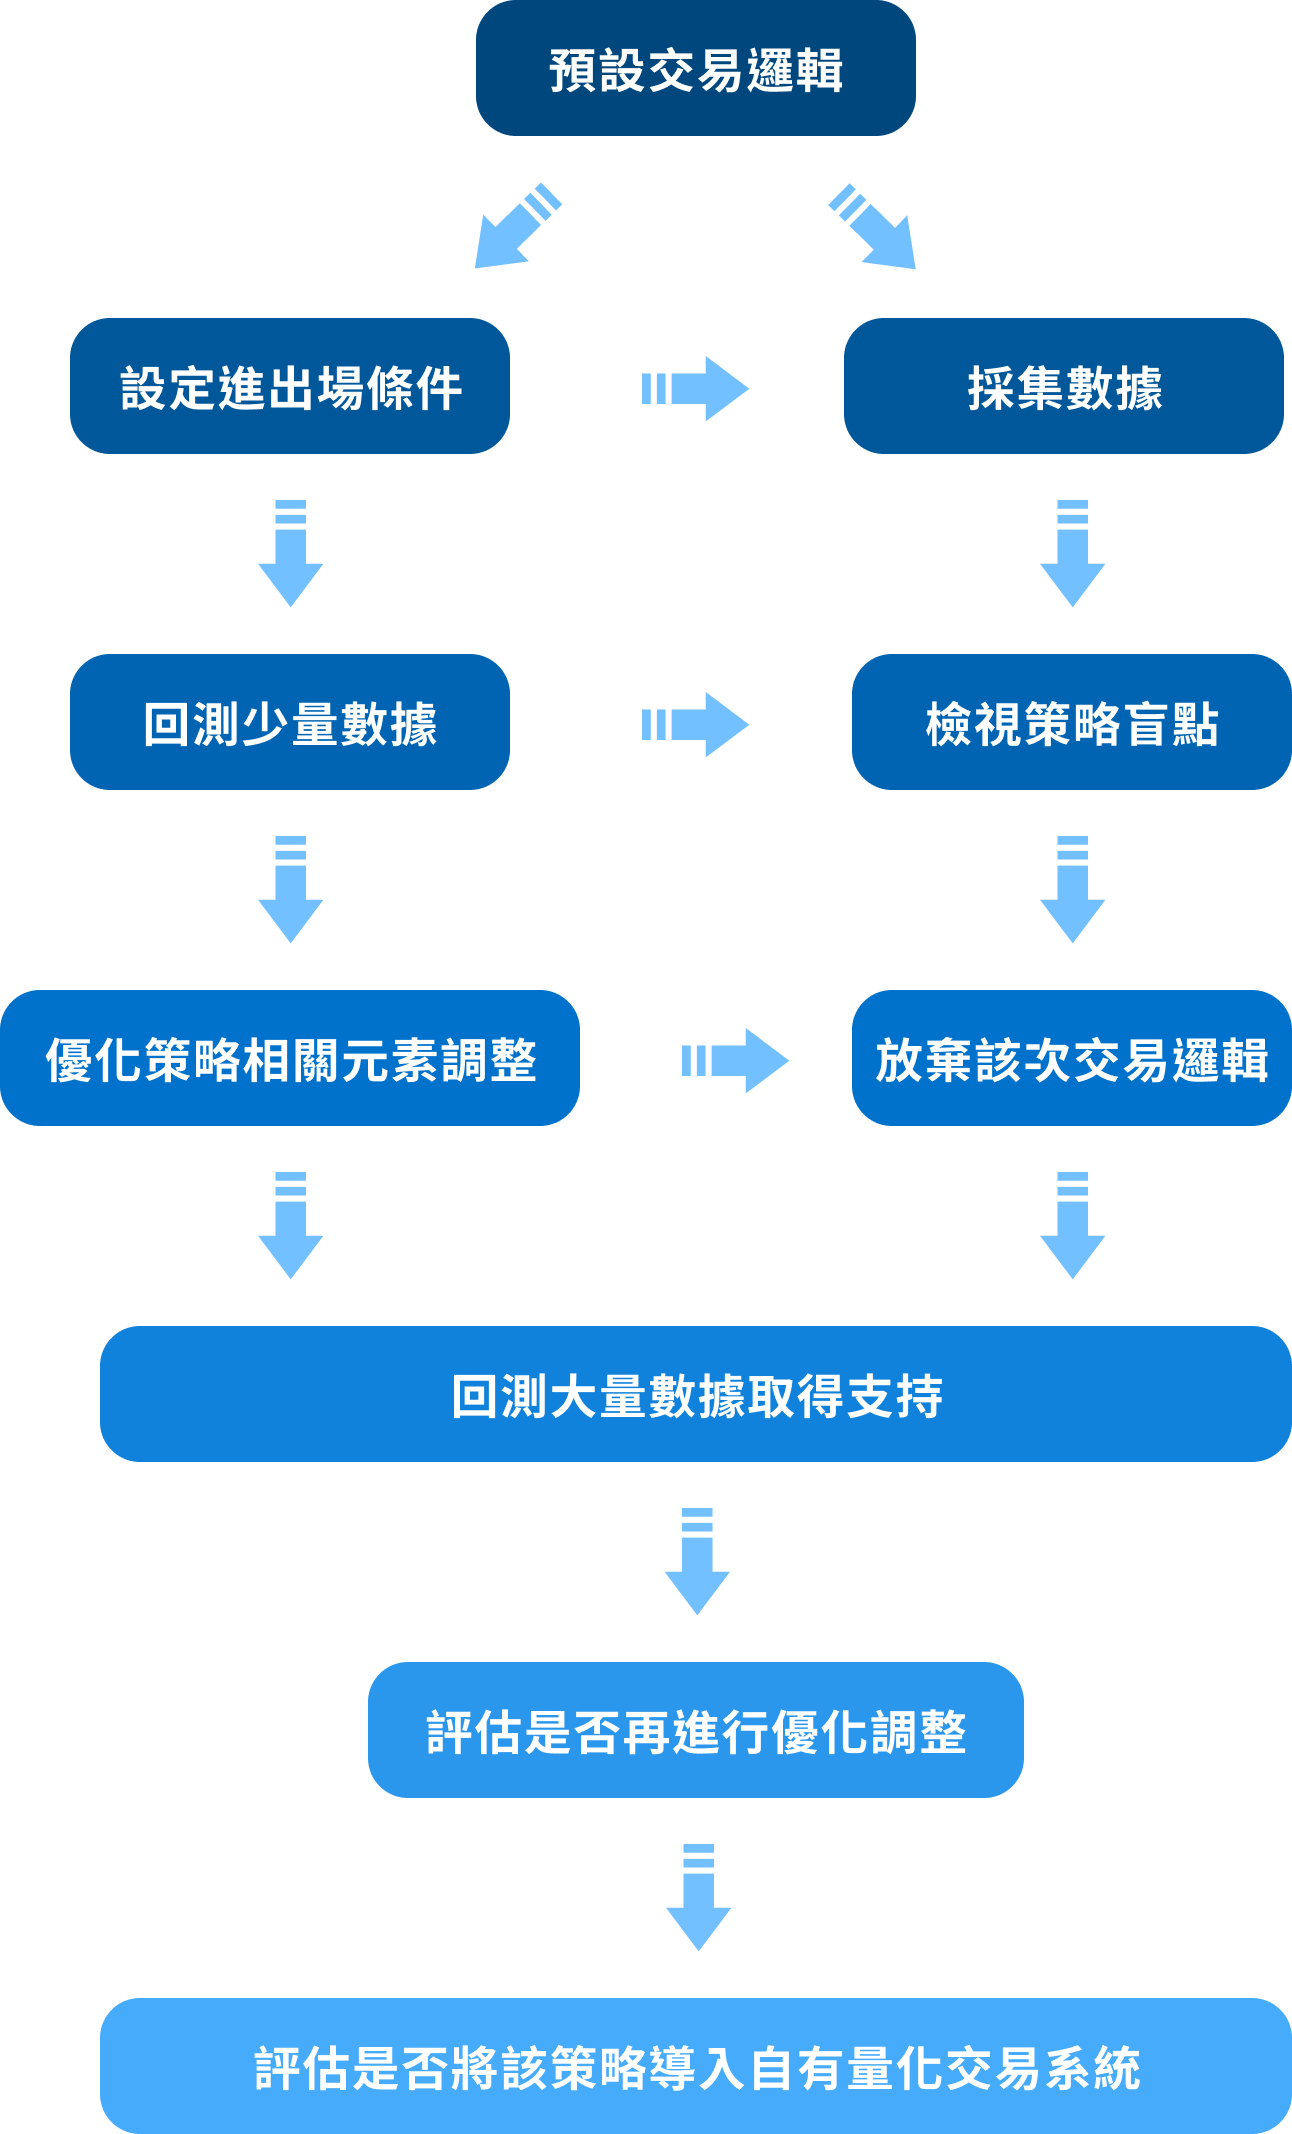 預設交易邏輯
設定進出場條件
採集數據
回測少量數據
檢視策略盲點
優化策略相關元素調整
放棄該次交易邏輯
回測大量數據取得支持
評估是否再進行優化調整
評估是否將該策略導入自有量化交易系統